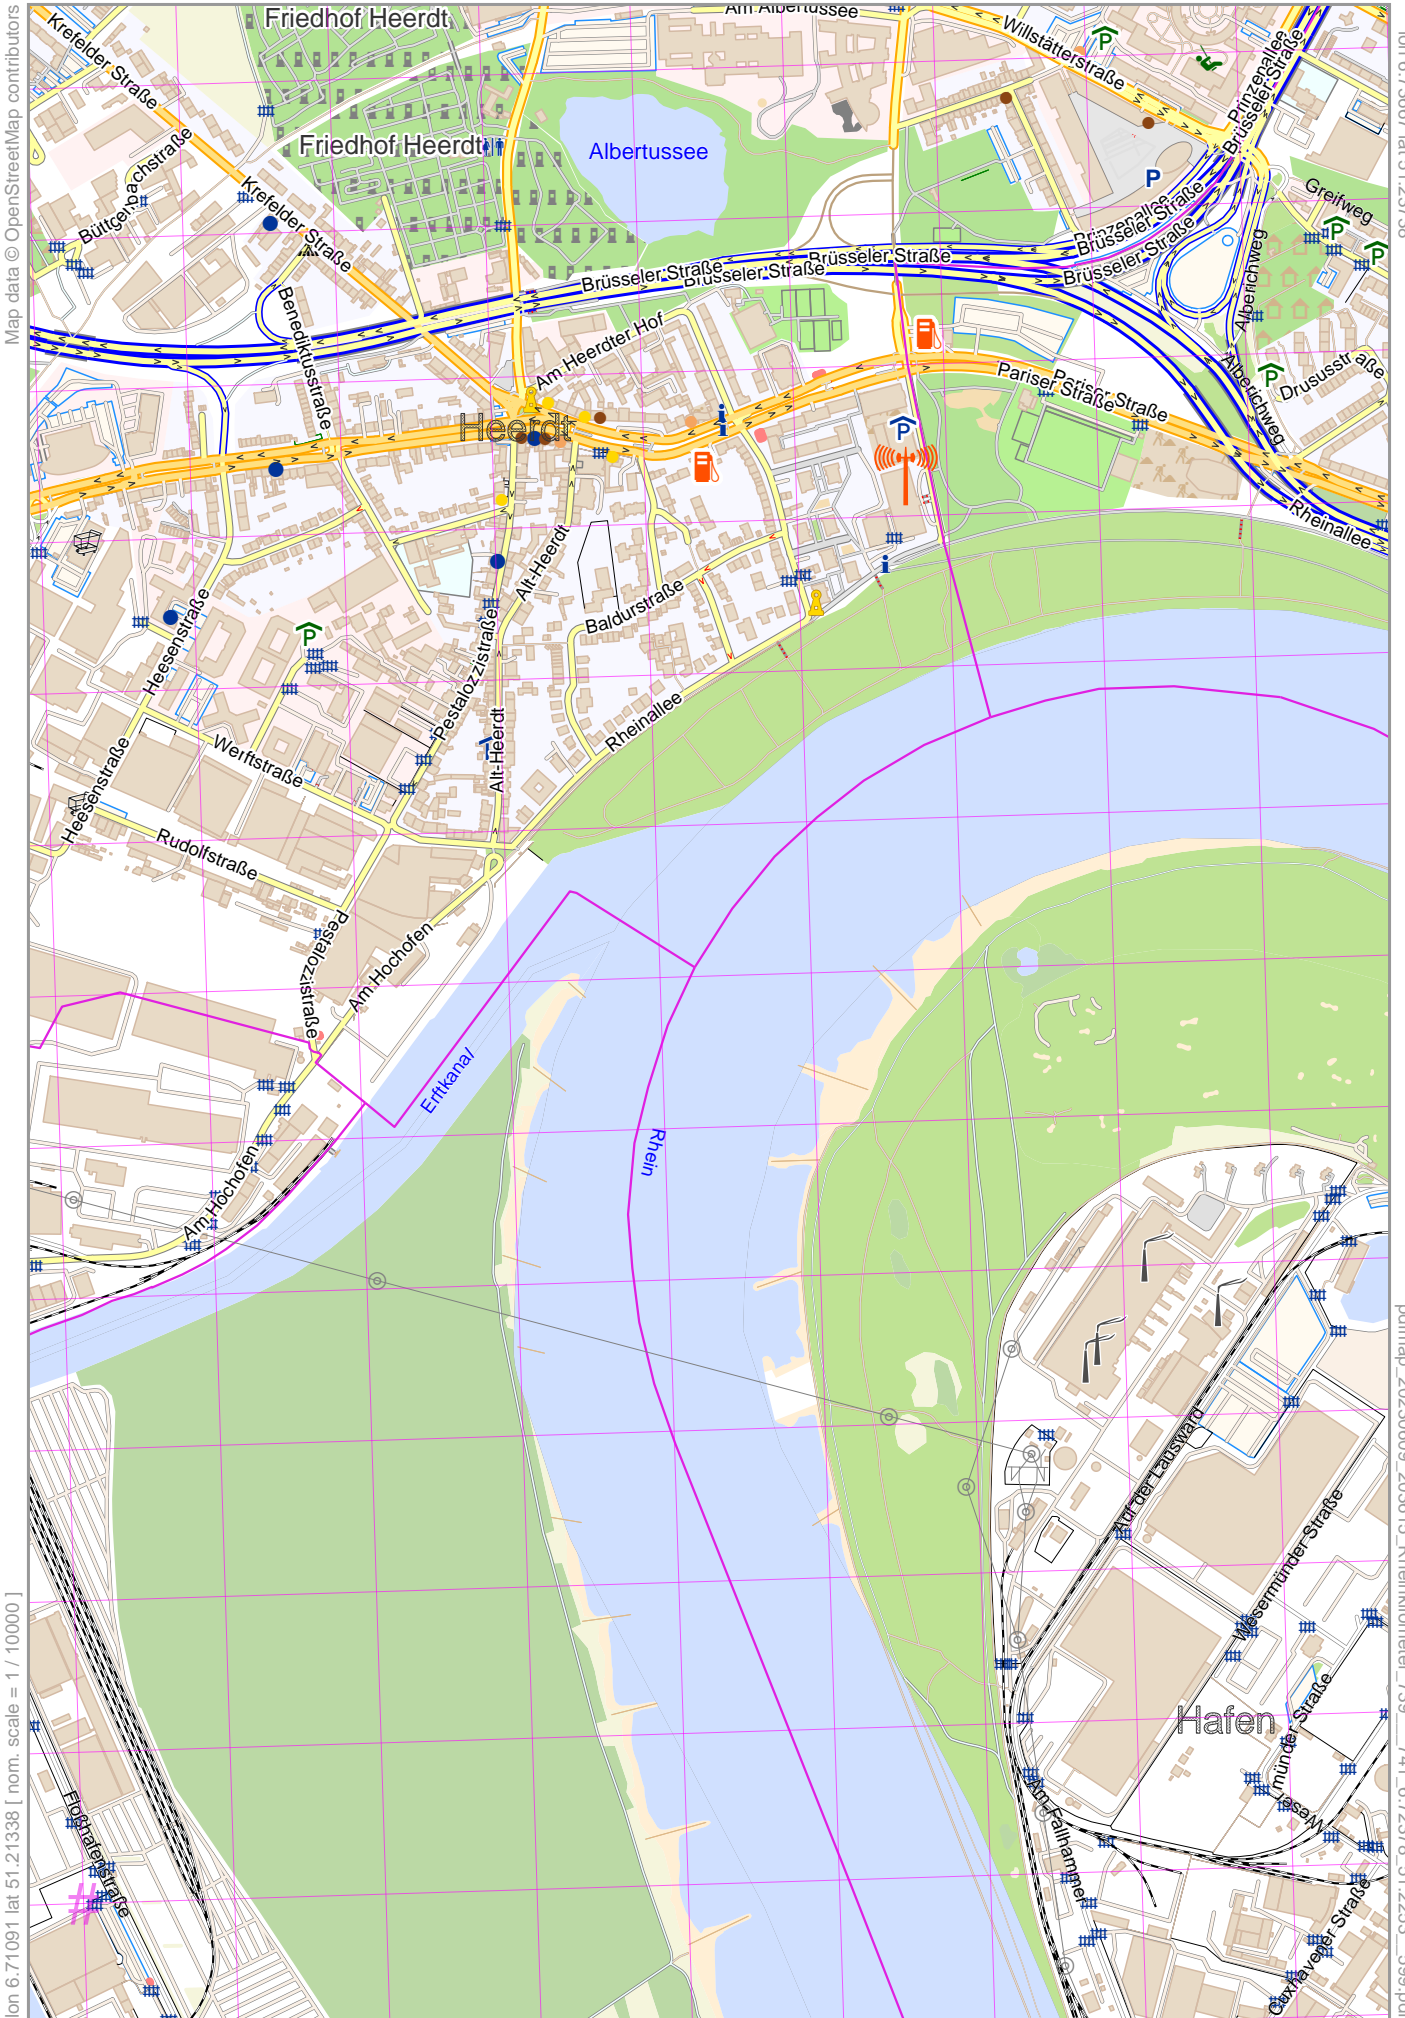 Friedhof Heerdt
Am Albertussee
Krefelder Straße
Willstätterstraße
Prinzenallee
Brüsseler Straße
Friedhof Heerdt
Albertussee
P
P
Büttgenbachstraße
Krefelder Straße
Greifweg
P
P
Prinzenallee
Brüsseler Straße
Brüsseler Straße
Brüsseler Straße
Brüsseler Straße
Brüsseler Straße
Alberichweg
Benediktusstraße
Am Heerdter Hof
Drususstraße
P
Pariser Straße
Pariser Straße
Alberichweg
Heerdt
i
P
Rheinallee
Alt-Heerdt
i
Baldurstraße
Heesenstraße
P
Pestalozzistraße
Rheinallee
Alt-Heerdt
Werftstraße
Heesenstraße
Rudolfstraße
Pestalozzistraße
Am Hochofen
Erftkanal
Rhein
Am Hochofen
Auf der Lausward
Wesermünder Straße
Hafen
Wesermünder Straße
Am Fallhammer
Floßhafenstraße
Cuxhavener Straße
#
Map data © OpenStreetMap contributors
lon 6.71091 lat 51.21338 [ nom. scale = 1 / 10000 ]